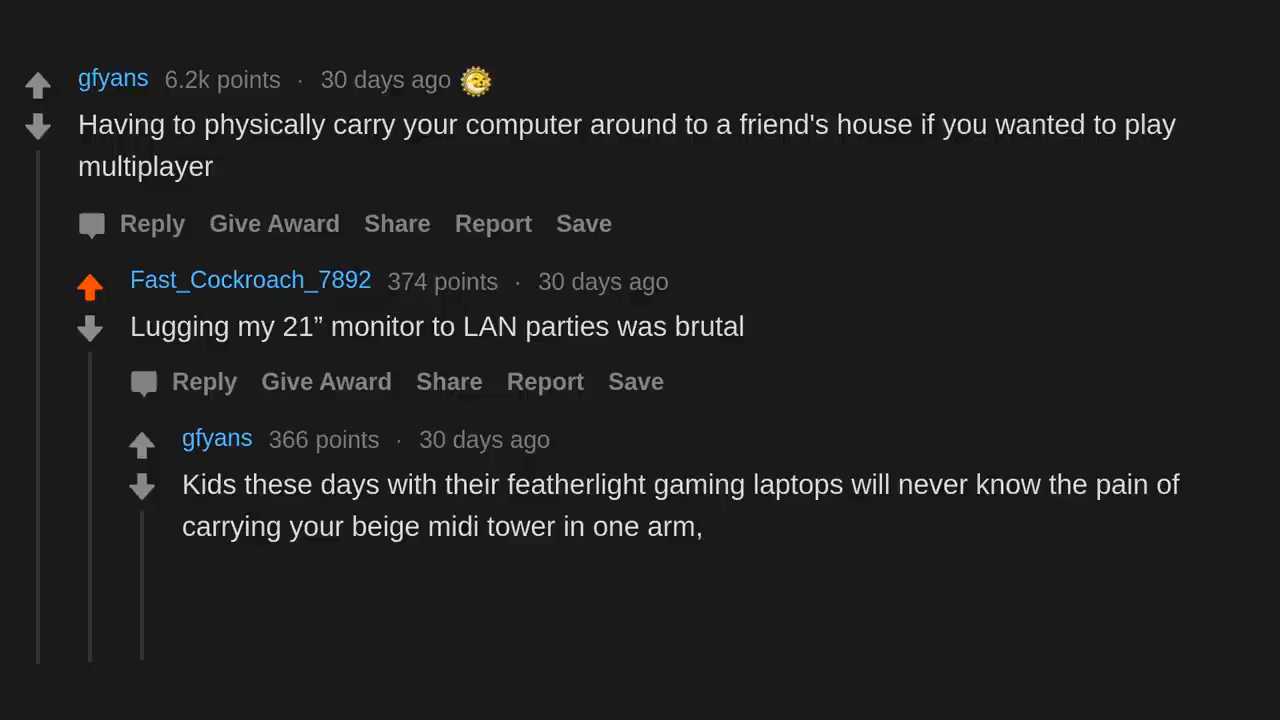 gfyans 6.2k points · 30 days ago
Having to physically carry your computer around to a friend's house if you wanted to play
multiplayer
Reply Give Award Share Report Save
Fast_Cockroach_7892 374 points · 30 days ago
Lugging my 21” monitor to LAN parties was brutal
Reply Give Award Share Report Save
gfyans 366 points · 30 days ago
Kids these days with their featherlight gaming laptops will never know the pain of
carrying your beige midi tower in one arm,